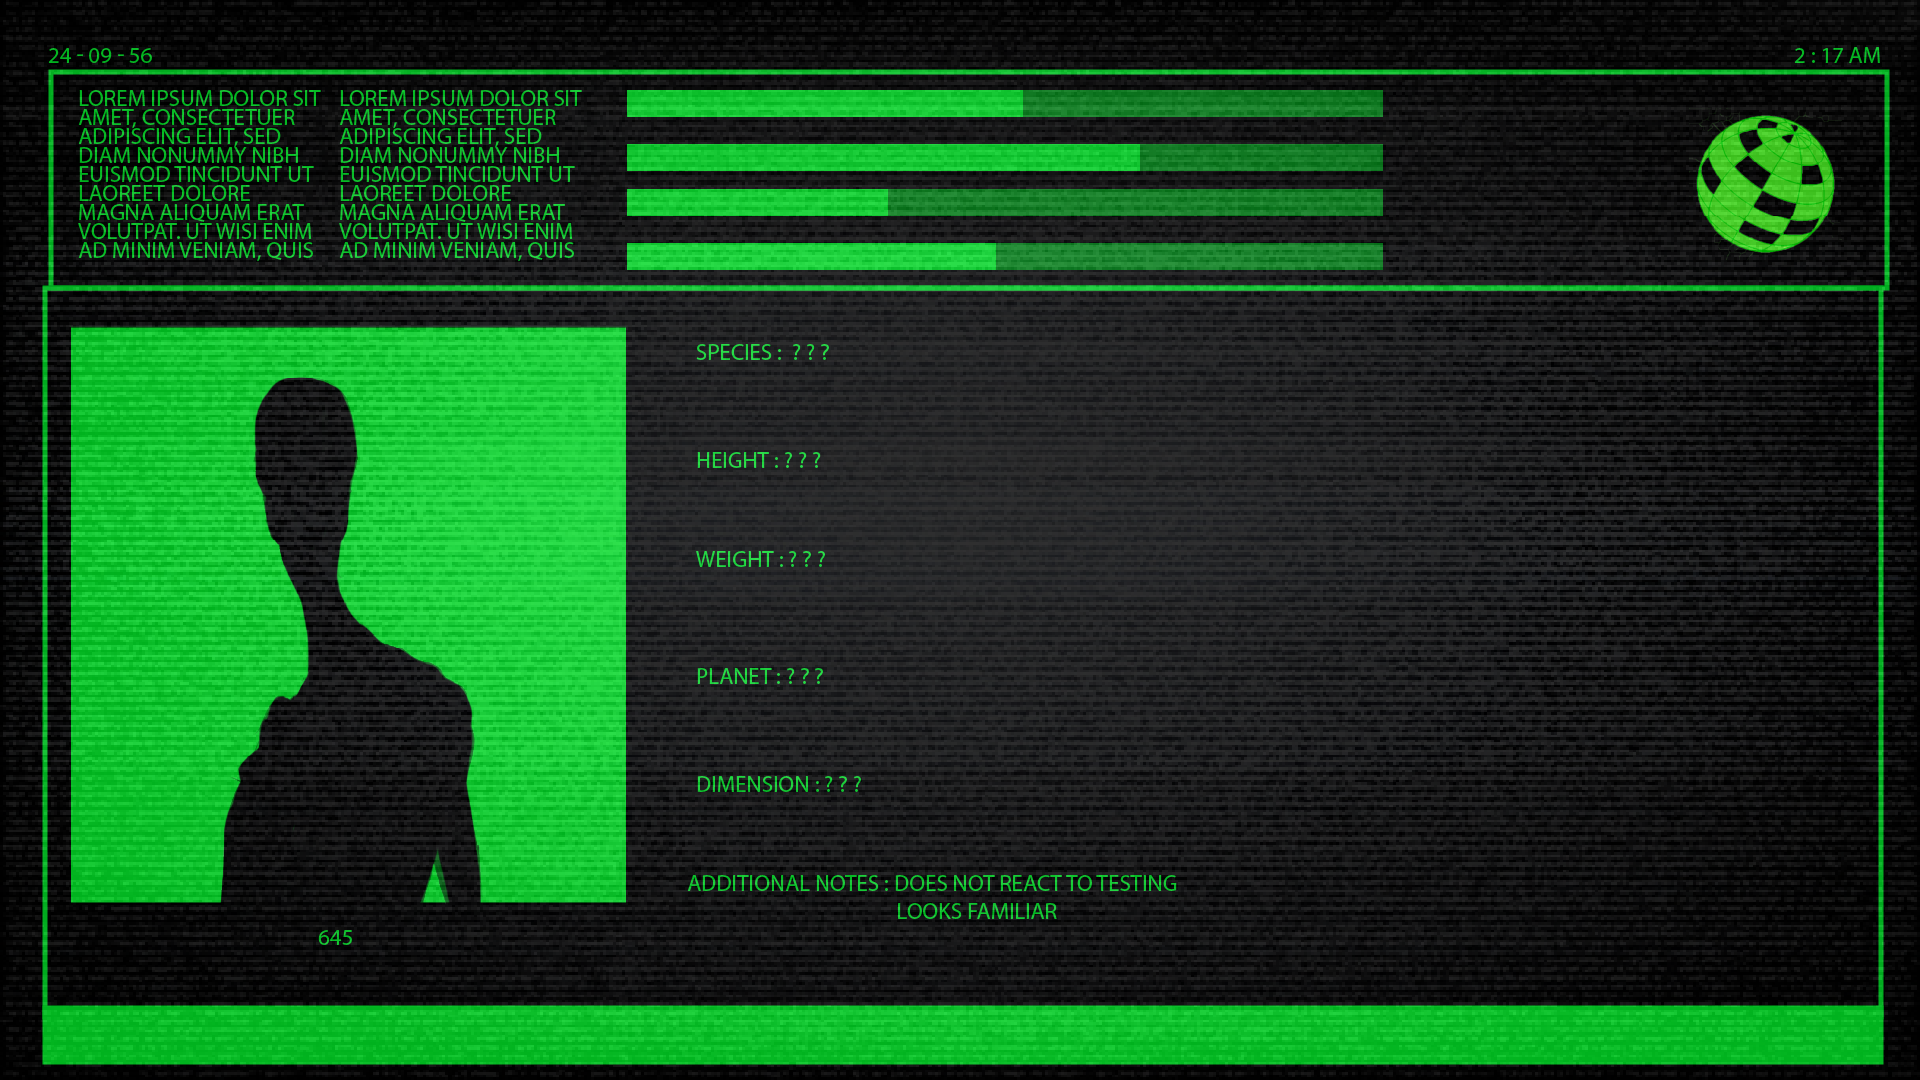 24 - 09 - 56
2 : 17 AM
LOREM IPSUM DOLOR SIT
AMET, CONSECTETUER
ADIPISCING ELIT, SED
DIAM NONUMMY NIBH
EUISMOD TINCIDUNT UT
LAOREET DOLORE
MAGNA ALIQUAM ERAT
VOLUTPAT. UT WISI ENIM
AD MINIM VENIAM, QUIS
LOREM IPSUM DOLOR SIT
AMET, CONSECTETUER
ADIPISCING ELIT, SED
DIAM NONUMMY NIBH
EUISMOD TINCIDUNT UT
LAOREET DOLORE
MAGNA ALIQUAM ERAT
VOLUTPAT. UT WISI ENIM
AD MINIM VENIAM, QUIS
SPECIES : ? ? ?
HEIGHT : ? ? ?
WEIGHT : ? ? ?
PLANET : ? ? ?
DIMENSION : ? ? ?
ADDITIONAL NOTES : DOES NOT REACT TO TESTING
LOOKS FAMILIAR
645